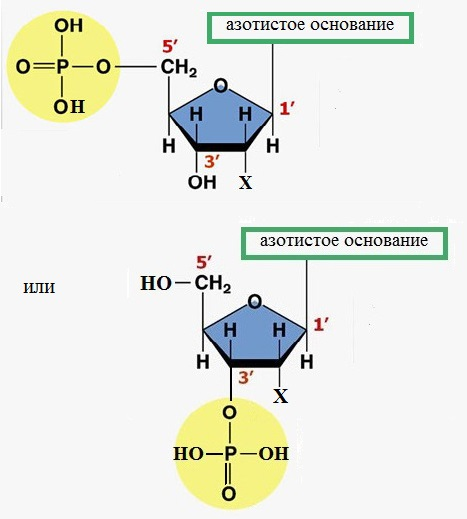 OH
азотистое основание
5′
O=P-O-CH₂
O
OH
H H 1′
H 3′ H
OH X
азотистое основание
5′
или
HO-CH₂
O
H H 1′
H 3′ H
X
O
HO-P-OH
O